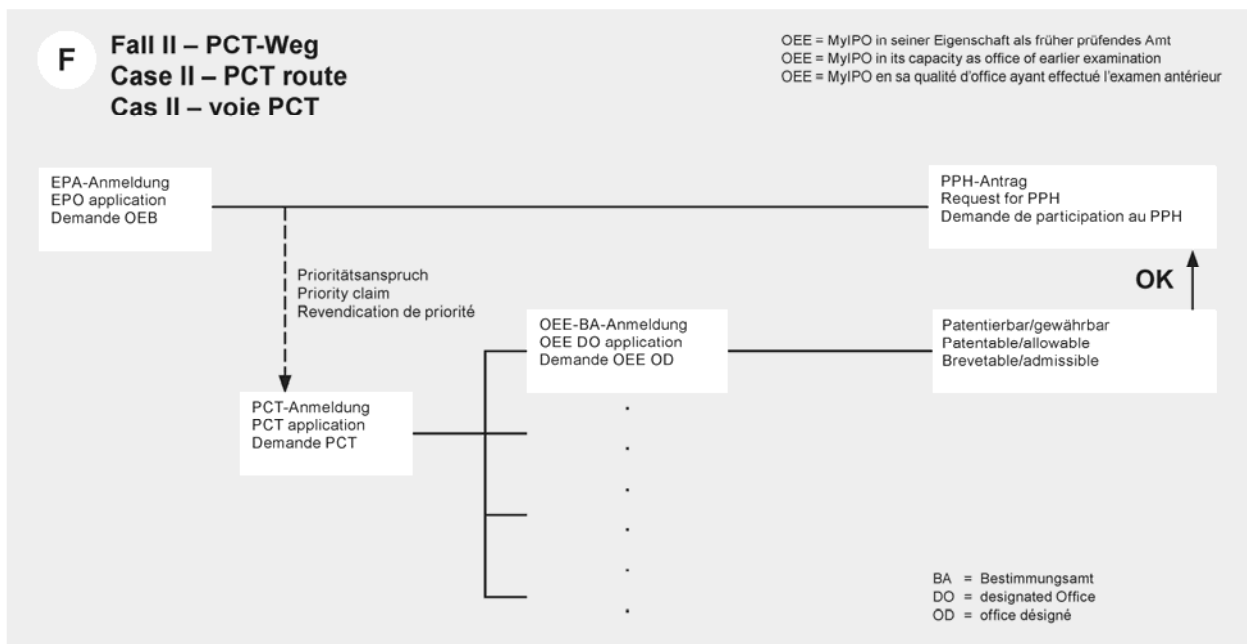 F
Fall II – PCT-Weg
Case II – PCT route
Cas II – voie PCT
OEE = MyIPO in seiner Eigenschaft als früher prüfendes Amt
OEE = MyIPO in its capacity as office of earlier examination
OEE = MyIPO en sa qualité d'office ayant effectué l'examen antérieur
EPA-Anmeldung
EPO application
Demande OEB
PPH-Antrag
Request for PPH
Demande de participation au PPH
Prioritätsanspruch
Priority claim
Revendication de priorité
OK
OEE-BA-Anmeldung
OEE DO application
Demande OEE OD
Patentierbar/gewährbar
Patentable/allowable
Brevetable/admissible
PCT-Anmeldung
PCT application
Demande PCT
BA = Bestimmungsamt
DO = designated Office
OD = office désigné